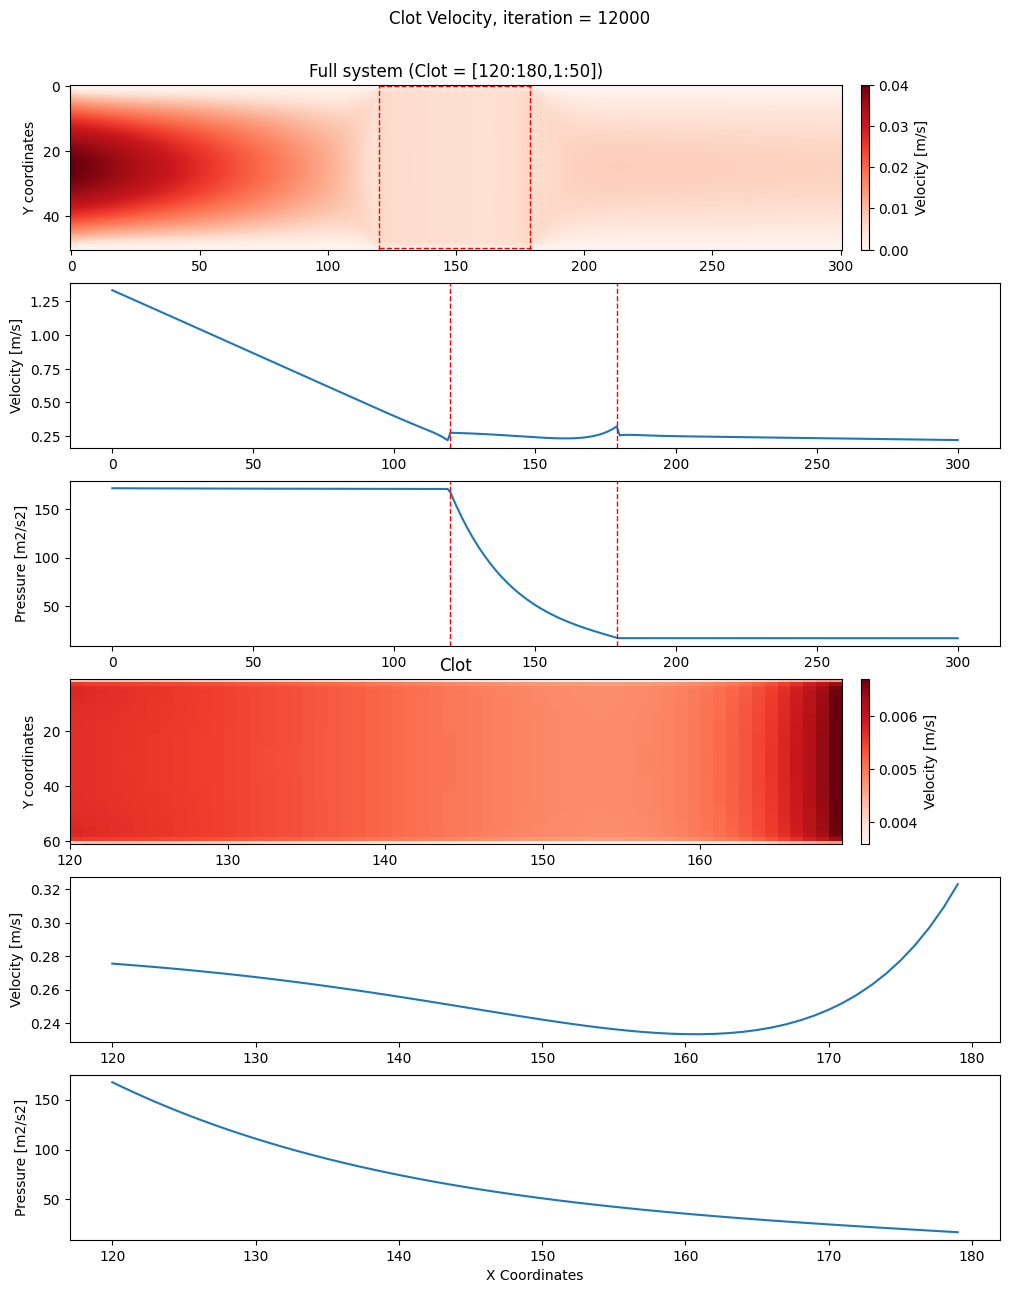 Clot Velocity, iteration = 12000
Full system (Clot = [120:180,1:50])
Y coordinates
0
20
40
0 50 100 150 200 250 300
0.04
0.03
0.02
0.01
0.00
Velocity [m/s]
Velocity [m/s]
1.25
1.00
0.75
0.50
0.25
0 50 100 150 200 250 300
Pressure [m2/s2]
150
100
50
0 50 100 150 200 250 300
Clot
Y coordinates
20
40
60
120 130 140 150 160
0.006
0.005
0.004
Velocity [m/s]
Velocity [m/s]
0.32
0.30
0.28
0.26
0.24
120 130 140 150 160 170 180
Pressure [m2/s2]
150
100
50
120 130 140 150 160 170 180
X Coordinates